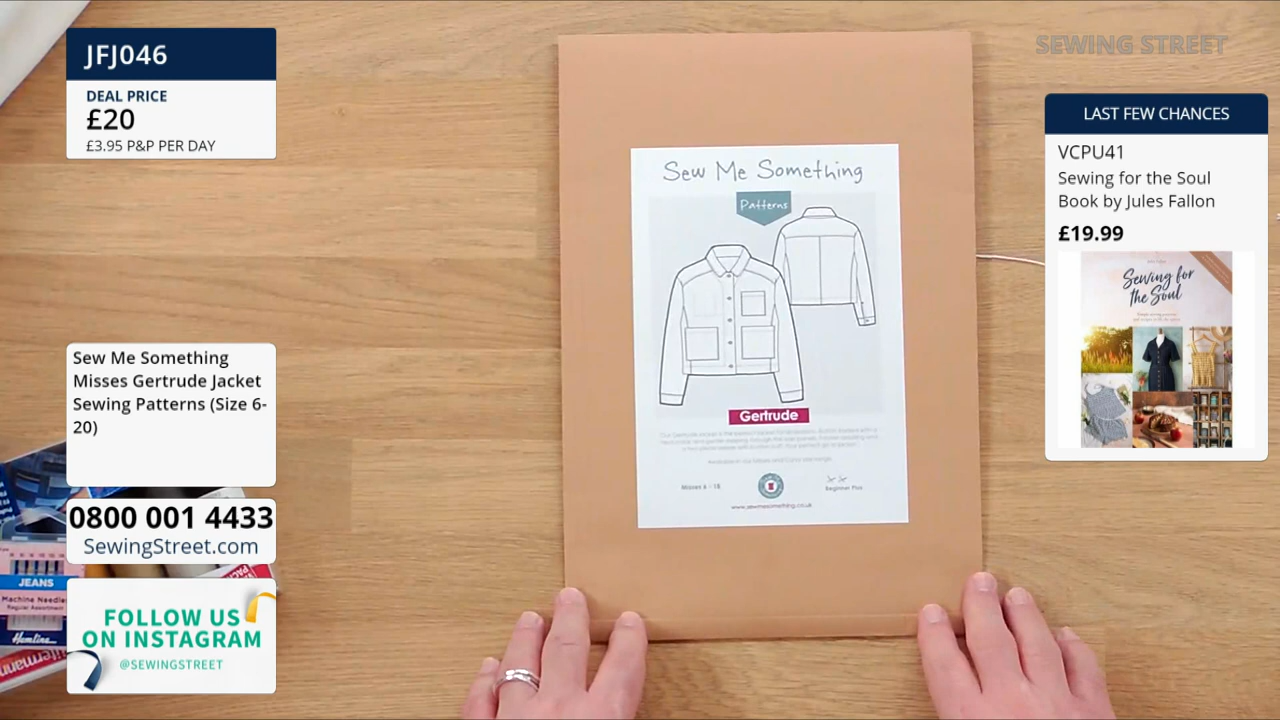 JFJ046
DEAL PRICE
£20
£3.95 P&P PER DAY
Sew Me Something
Misses Gertrude Jacket
Sewing Patterns (Size 6-
20)
0800 001 4433
SewingStreet.com
FOLLOW US
ON INSTAGRAM
@SEWINGSTREET
JEANS
Machine Needles
Hemline
Sew Me Something
Patterns
Gertrude
Misses 6 - 18
Beginner Plus
www.sewmesomething.co.uk
SEWING STREET
LAST FEW CHANCES
VCPU41
Sewing for the Soul
Book by Jules Fallon
£19.99
Sewing for
the Soul